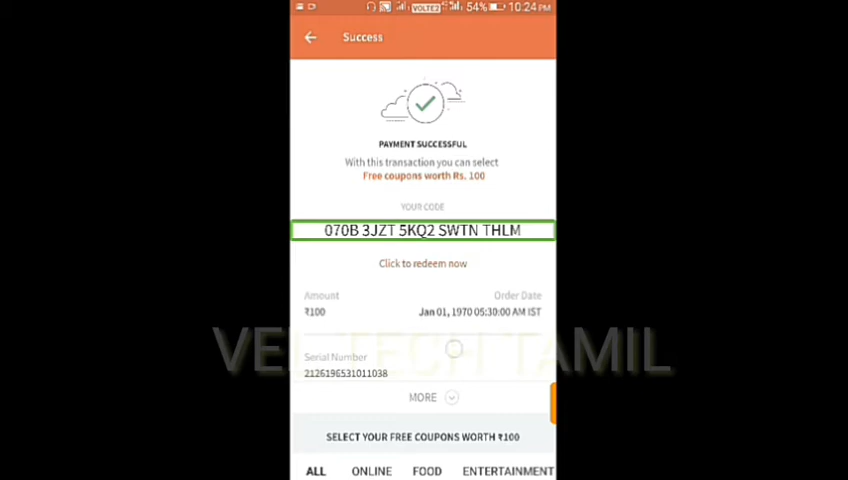 VOLTE2 54% 10:24 PM
Success
PAYMENT SUCCESSFUL
With this transaction you can select
Free coupons worth Rs. 100
YOUR CODE
070B 3JZT 5KQ2 SWTN THLM
Click to redeem now
Amount Order Date
₹100 Jan 01, 1970 05:30:00 AM IST
VEL TECH TAMIL
Serial Number
2126196531011038
MORE
SELECT YOUR FREE COUPONS WORTH ₹100
ALL ONLINE FOOD ENTERTAINMENT